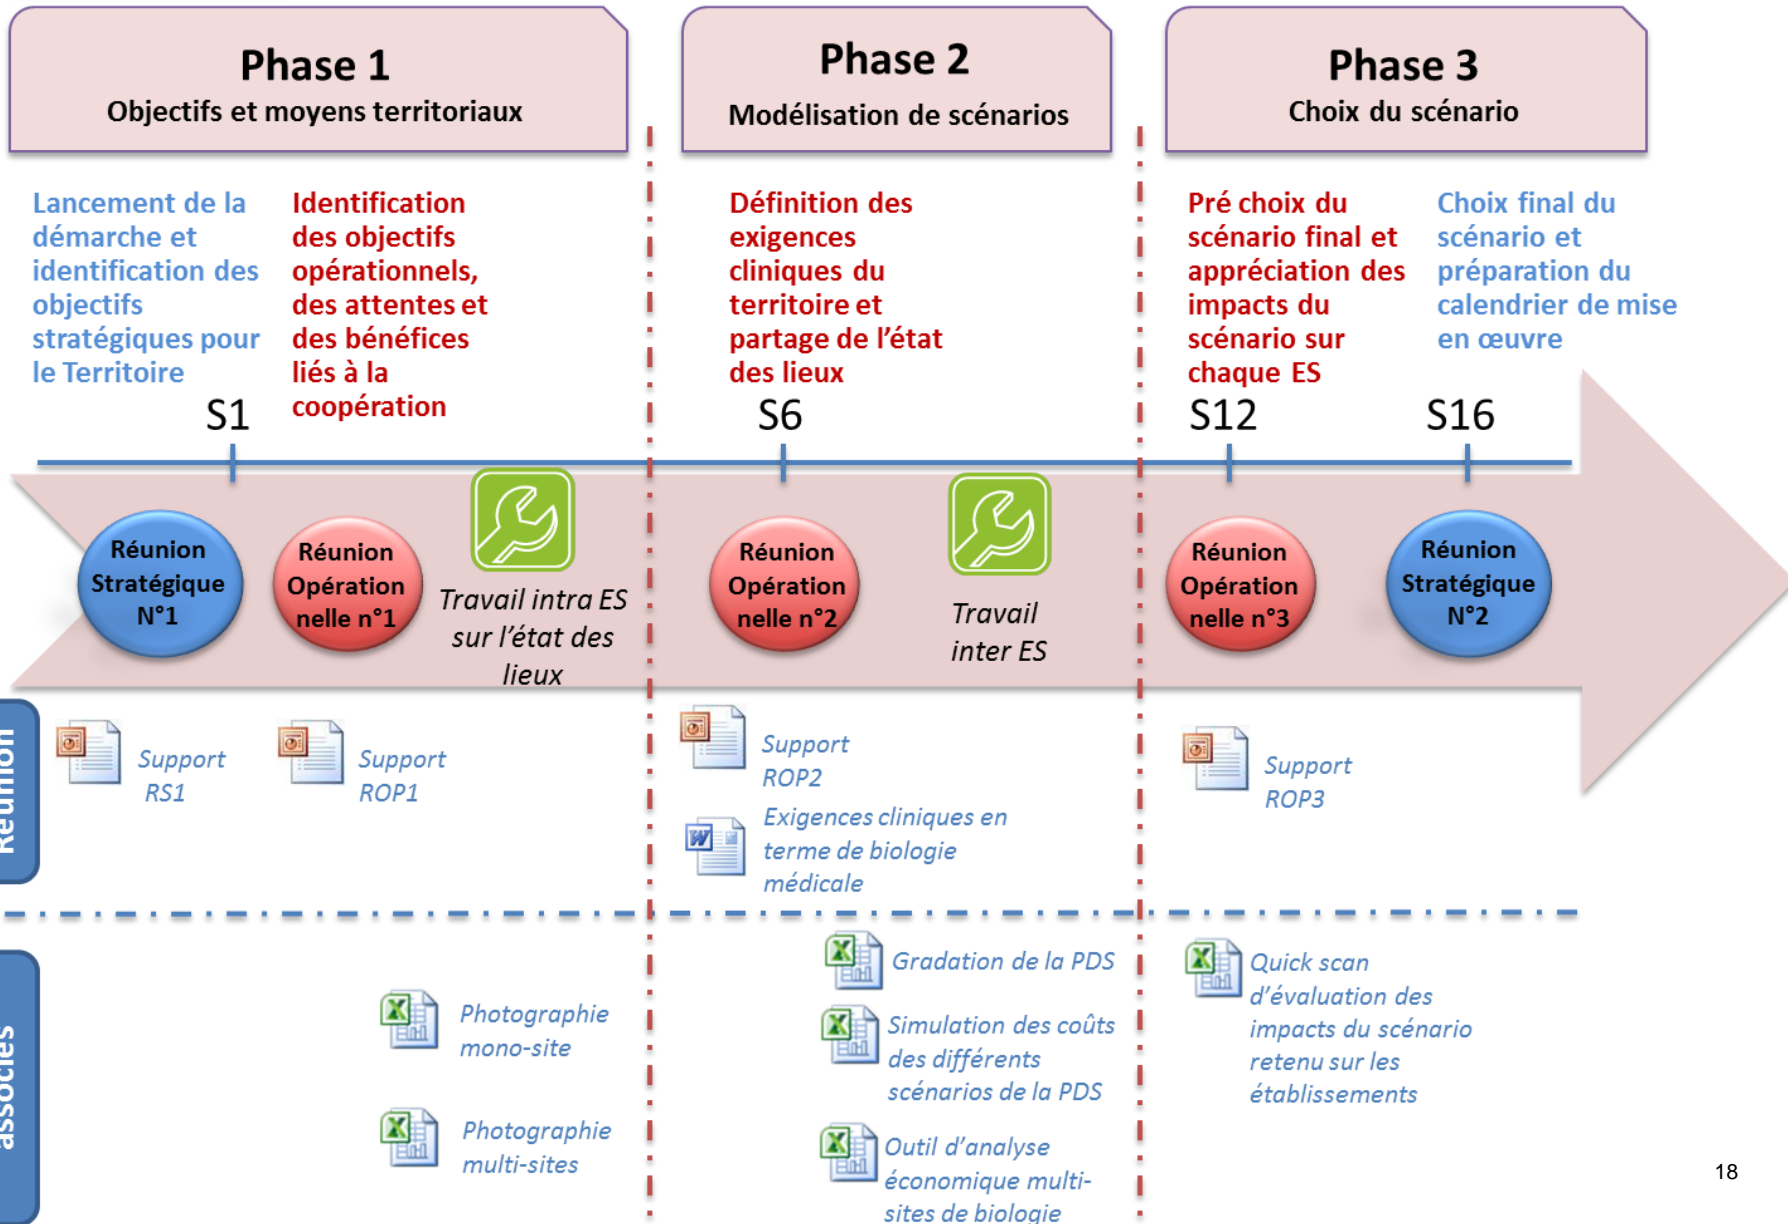 Phase 1
Objectifs et moyens territoriaux
Phase 2
Modélisation de scénarios
Phase 3
Choix du scénario
Lancement de la
démarche et
identification des
objectifs
stratégiques pour
le Territoire
Identification
des objectifs
opérationnels,
des attentes et
des bénéfices
liés à la
coopération
Définition des
exigences
cliniques du
territoire et
partage de l'état
des lieux
Pré choix du
scénario final et
appréciation des
impacts du
scénario sur
chaque ES
Choix final du
scénario et
préparation du
calendrier de mise
en œuvre
S1
S6
S12
S16
Réunion
Stratégique
N°1
Réunion
Opération
nelle n°1
Travail intra ES
sur l'état des
lieux
Réunion
Opération
nelle n°2
Travail
inter ES
Réunion
Opération
nelle n°3
Réunion
Stratégique
N°2
Réunion
Support
RS1
Support
ROP1
Support
ROP2
Exigences cliniques en
terme de biologie
médicale
Support
ROP3
associés
Photographie
mono-site
Photographie
multi-sites
Gradation de la PDS
Simulation des coûts
des différents
scénarios de la PDS
Outil d'analyse
économique multi-
sites de biologie
Quick scan
d'évaluation des
impacts du scénario
retenu sur les
établissements
18